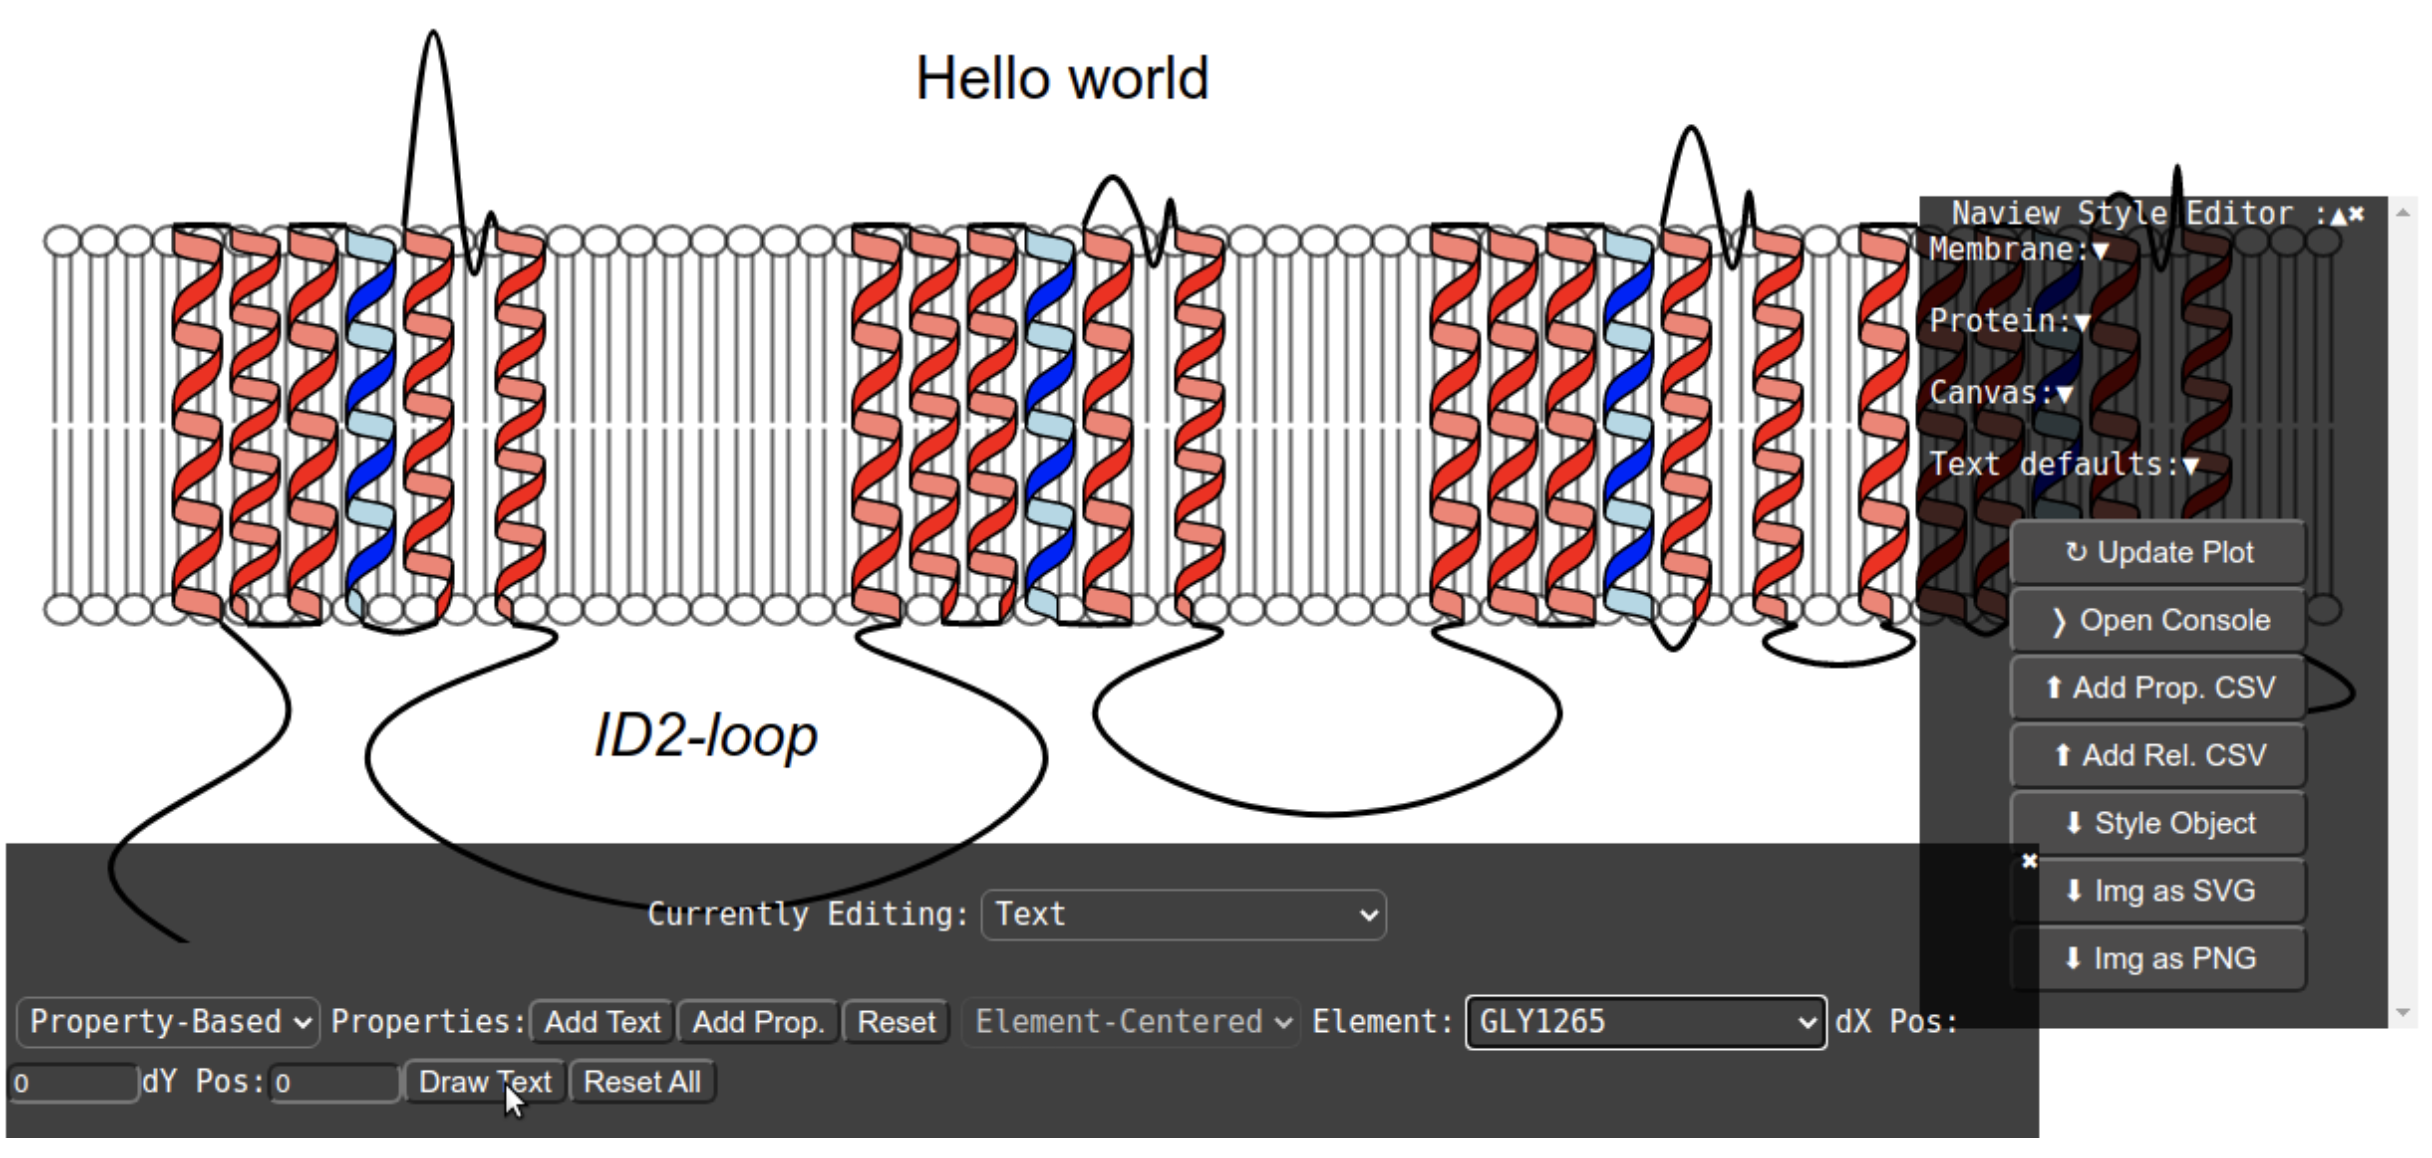 Hello world
Naview Style Editor :▲✖
Membrane:▼
Protein:▼
Canvas:▼
Text defaults:▼
↻ Update Plot
❭ Open Console
⬆ Add Prop. CSV
⬆ Add Rel. CSV
⬇ Style Object
⬇ Img as SVG
⬇ Img as PNG
ID2-loop
✖
Currently Editing: Text
Property-Based Properties: Add Text Add Prop. Reset Element-Centered Element: GLY1265 dX Pos:
0 dY Pos: 0 Draw Text Reset All